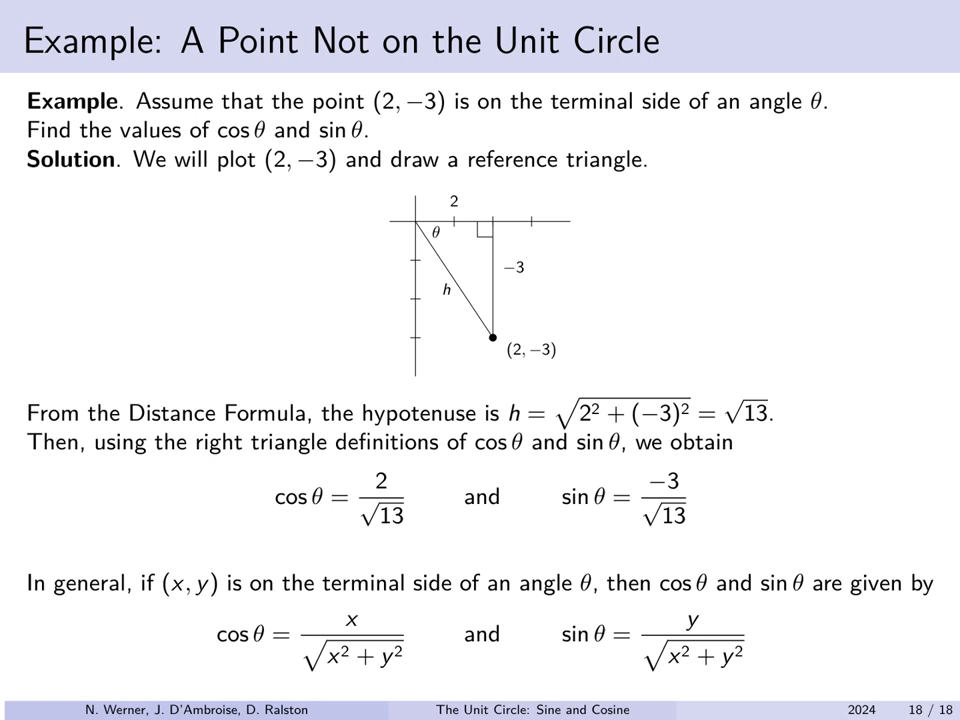 Example: A Point Not on the Unit Circle
Example. Assume that the point (2, −3) is on the terminal side of an angle θ.
Find the values of cos θ and sin θ.
Solution. We will plot (2, −3) and draw a reference triangle.
2
θ
−3
h
(2, −3)
From the Distance Formula, the hypotenuse is h = √(2² + (−3)²) = √13.
Then, using the right triangle definitions of cos θ and sin θ, we obtain
cos θ = 2/√13 and sin θ = −3/√13
In general, if (x, y) is on the terminal side of an angle θ, then cos θ and sin θ are given by
cos θ = x/√(x² + y²) and sin θ = y/√(x² + y²)
N. Werner, J. D'Ambroise, D. Ralston The Unit Circle: Sine and Cosine 2024 18 / 18